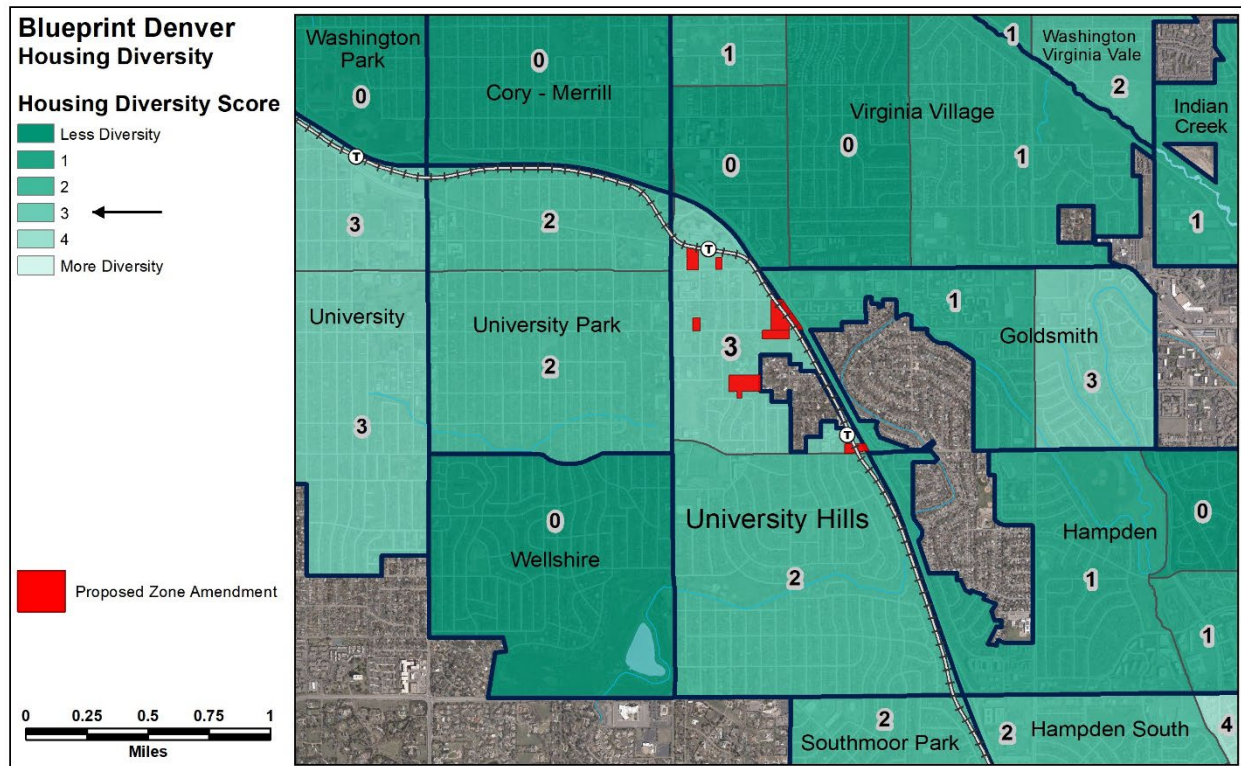 Blueprint Denver
Housing Diversity
Housing Diversity Score
Less Diversity
1
2
3
4
More Diversity
Proposed Zone Amendment
0 0.25 0.5 0.75 1
Miles
Washington
Park
0
0
Cory - Merrill
1
1
Washington
Virginia Vale
2
Virginia Village
0
0
1
Indian
Creek
1
T
3
2
T
University
University Park
2
3
3
1
Goldsmith
3
T
0
Wellshire
University Hills
2
Hampden
0
1
1
2
Southmoor Park
2
Hampden South
4